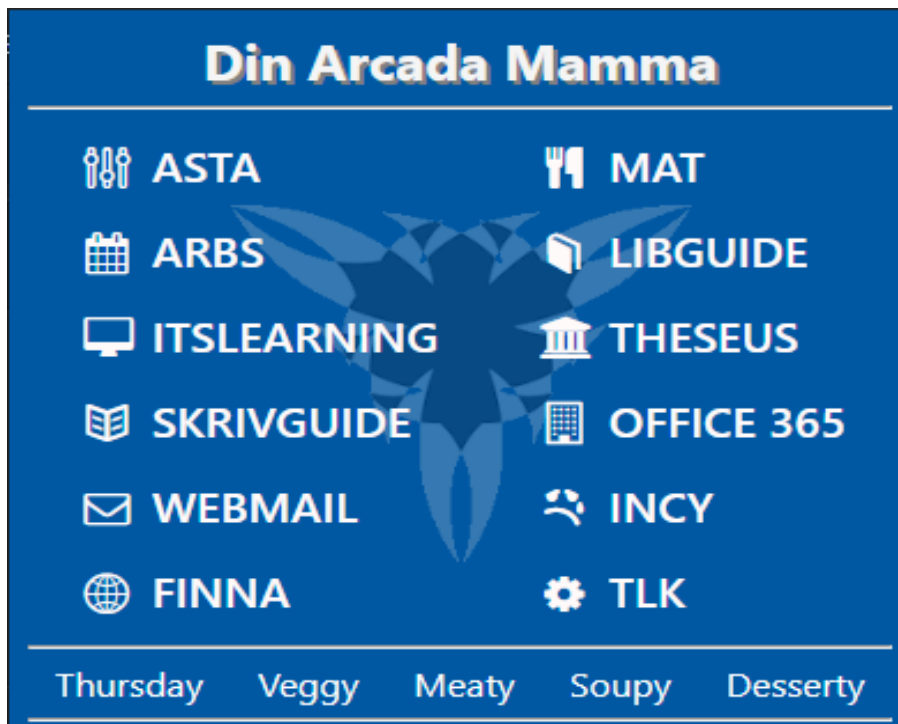 Din Arcada Mamma
ASTA MAT
ARBS LIBGUIDE
ITSLEARNING THESEUS
SKRIVGUIDE OFFICE 365
WEBMAIL INCY
FINNA TLK
Thursday Veggy Meaty Soupy Desserty